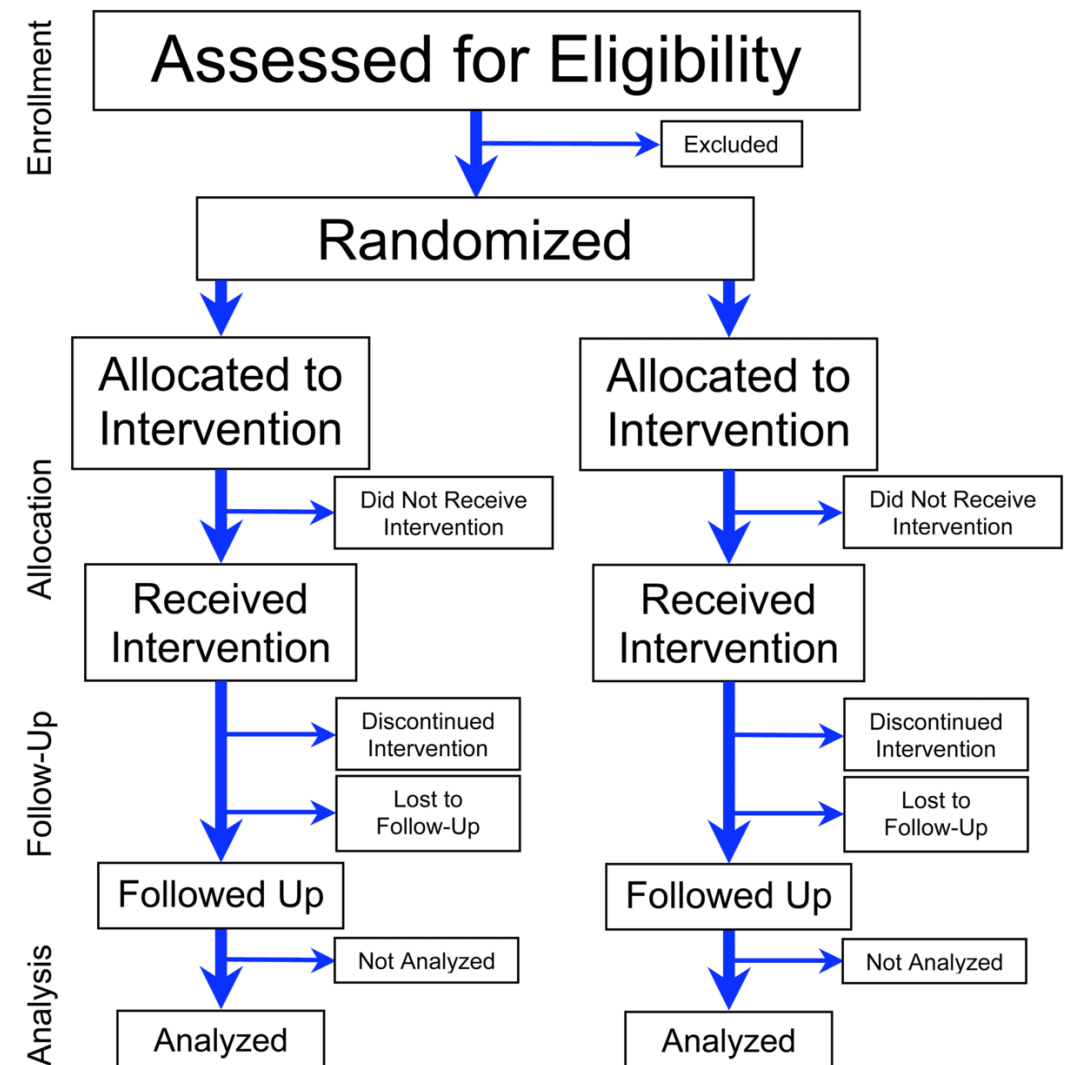 Enrollment
Assessed for Eligibility
Excluded
Randomized
Allocated to
Intervention
Allocated to
Intervention
Allocation
Did Not Receive
Intervention
Did Not Receive
Intervention
Received
Intervention
Received
Intervention
Follow-Up
Discontinued
Intervention
Discontinued
Intervention
Lost to
Follow-Up
Lost to
Follow-Up
Followed Up
Followed Up
Analysis
Not Analyzed
Not Analyzed
Analyzed
Analyzed